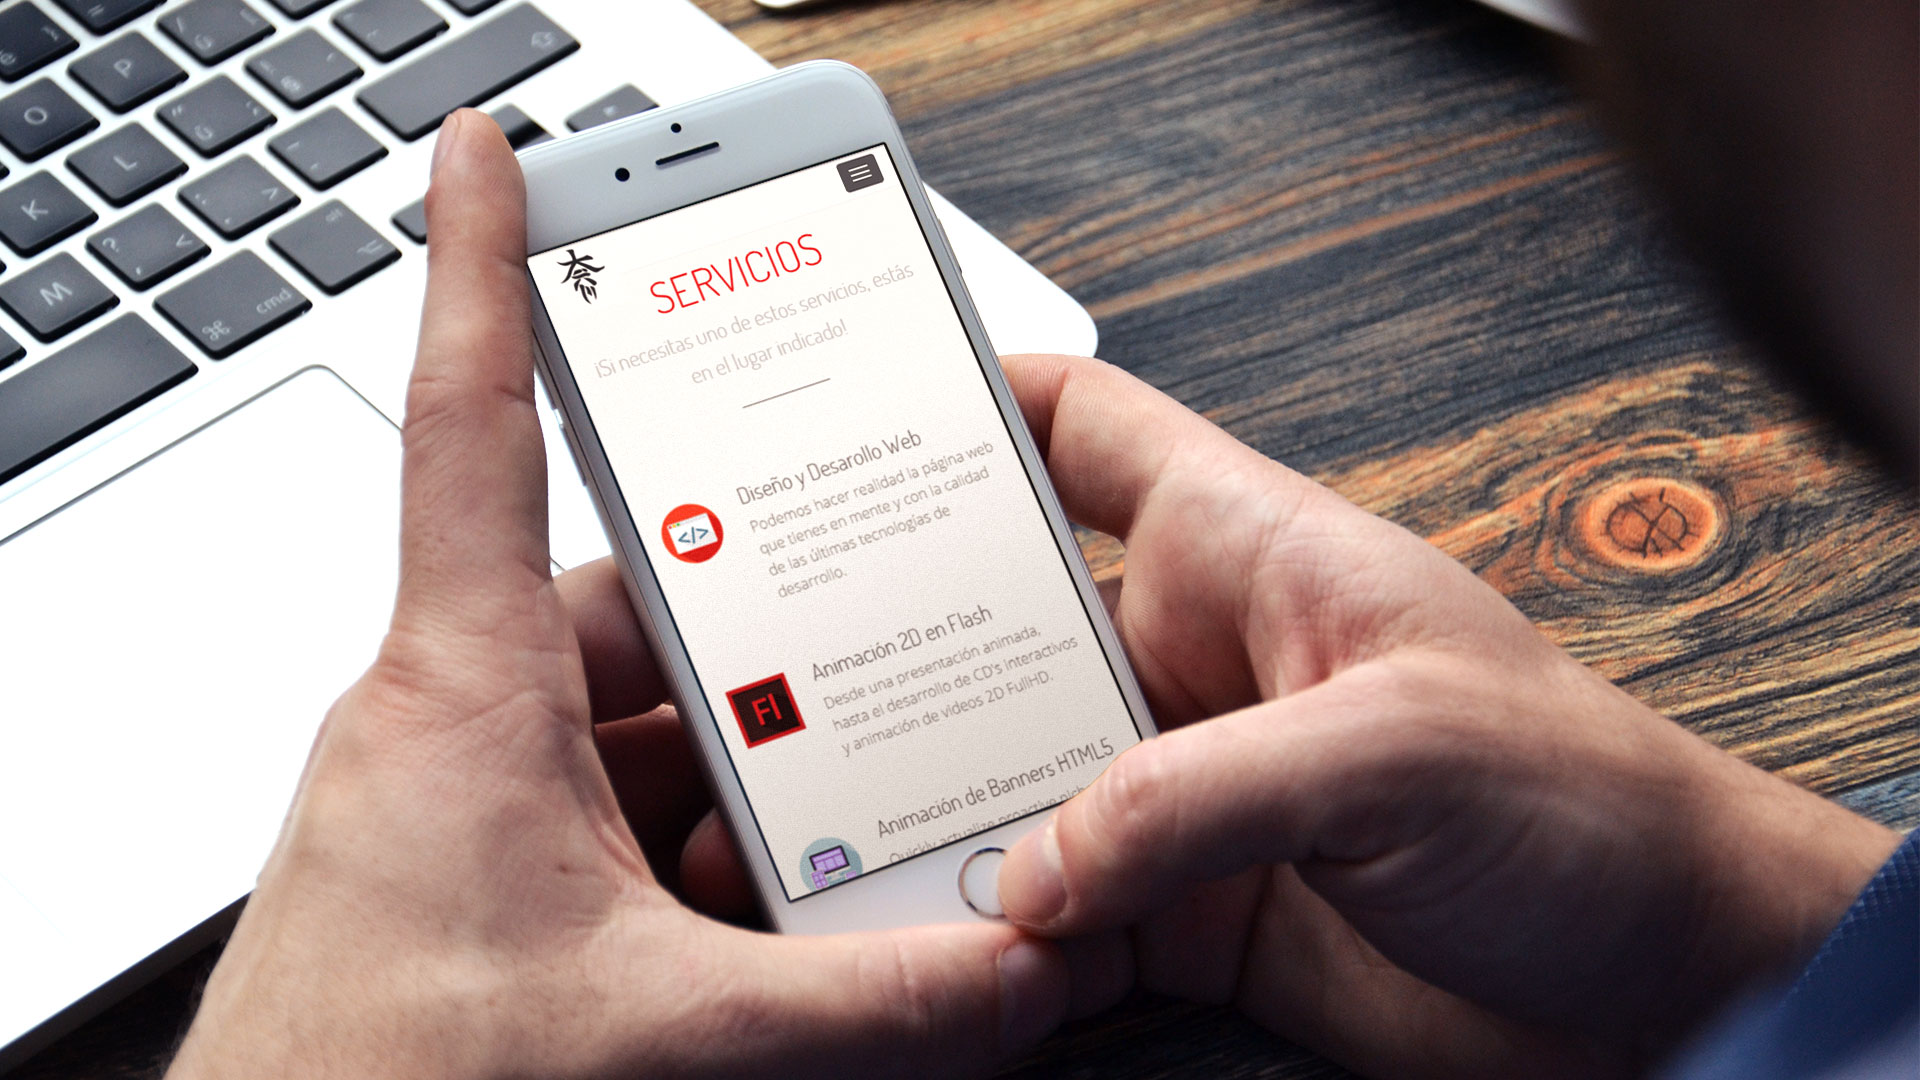 SERVICIOS
¡Si necesitas uno de estos servicios, estás
en el lugar indicado!
Diseño y Desarollo Web
Podemos hacer realidad la página web
que tienes en mente y con la calidad
de las últimas tecnologías de
desarrollo.
</>
Animación 2D en Flash
Desde una presentación animada,
hasta el desarrollo de CD's interactivos
y animación de videos 2D FullHD.
Fl
Animación de Banners HTML5
Quickly actualize proactive
P
O
L
K
M
?
<
>
alt
cmd
⌘